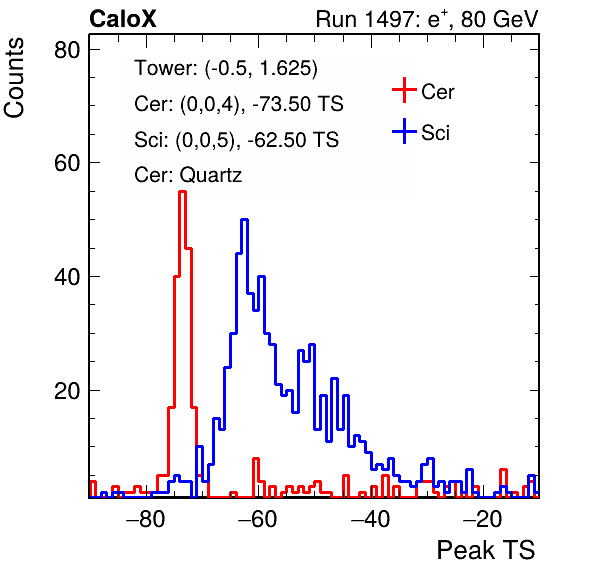 CaloX Run 1497: e⁺, 80 GeV
Counts
80
60
40
20
Tower: (-0.5, 1.625)
Cer: (0,0,4), -73.50 TS
Sci: (0,0,5), -62.50 TS
Cer: Quartz
Cer
Sci
−80 −60 −40 −20
Peak TS